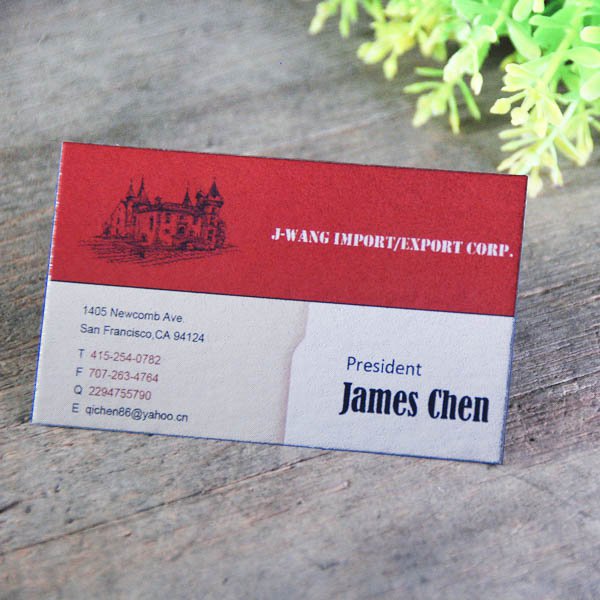 J-WANG IMPORT/EXPORT CORP.
1405 Newcomb Ave.
San Francisco,CA 94124
T 415-254-0782
F 707-263-4764
Q 2294755790
E qichen86@yahoo.cn
President
James Chen